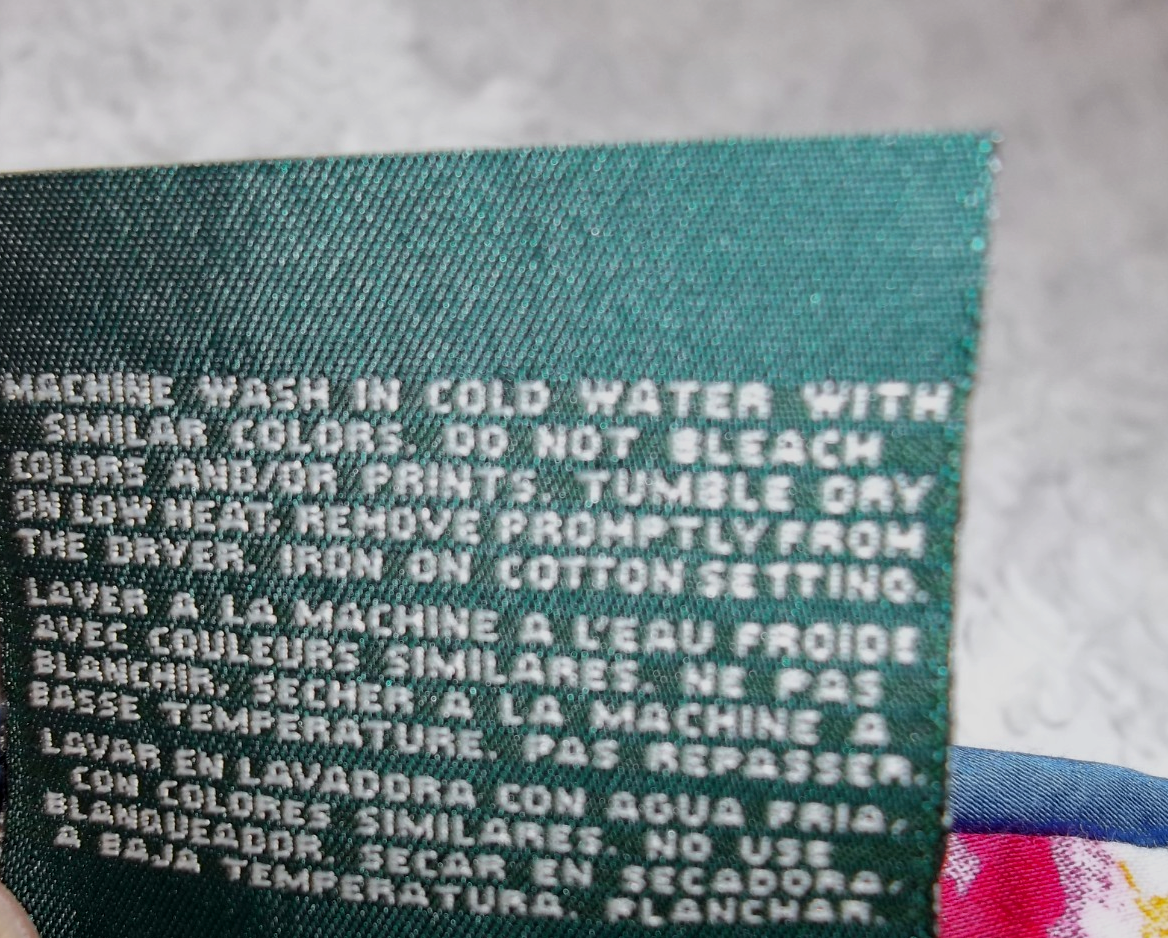 MACHINE WASH IN COLD WATER WITH
SIMILAR COLORS. DO NOT BLEACH
COLORS AND/OR PRINTS. TUMBLE DRY
ON LOW HEAT. REMOVE PROMPTLY FROM
THE DRYER. IRON ON COTTON SETTING.
LAVER A LA MACHINE A L'EAU FROIDE
AVEC COULEURS SIMILARES. NE PAS
BLANCHIR. SECHER A LA MACHINE A
BASSE TEMPERATURE. PAS REPASSER.
LAVAR EN LAVADORA CON AGUA FRIA.
CON COLORES SIMILARES. NO USE
BLANQUEADOR. SECAR EN SECADORA.
A BAJA TEMPERATURA. PLANCHAR.